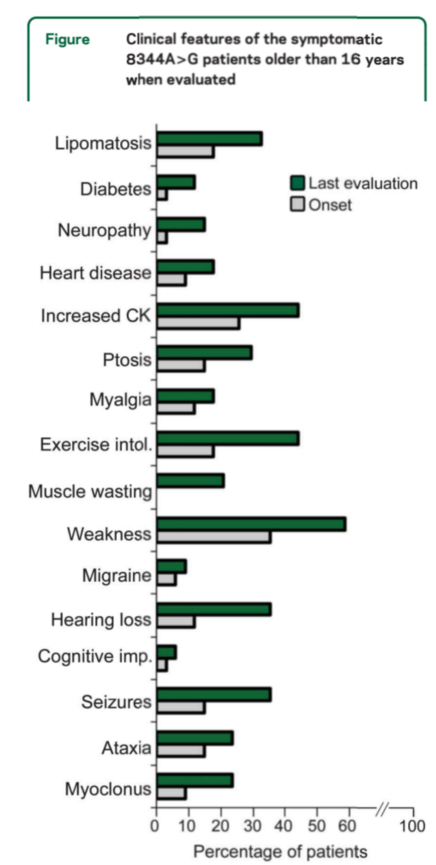 Figure
Clinical features of the symptomatic
8344A>G patients older than 16 years
when evaluated
Lipomatosis
Diabetes
Neuropathy
Heart disease
Increased CK
Ptosis
Myalgia
Exercise intol.
Muscle wasting
Weakness
Migraine
Hearing loss
Cognitive imp.
Seizures
Ataxia
Myoclonus
Last evaluation
Onset
0 10 20 30 40 50 60 100
Percentage of patients